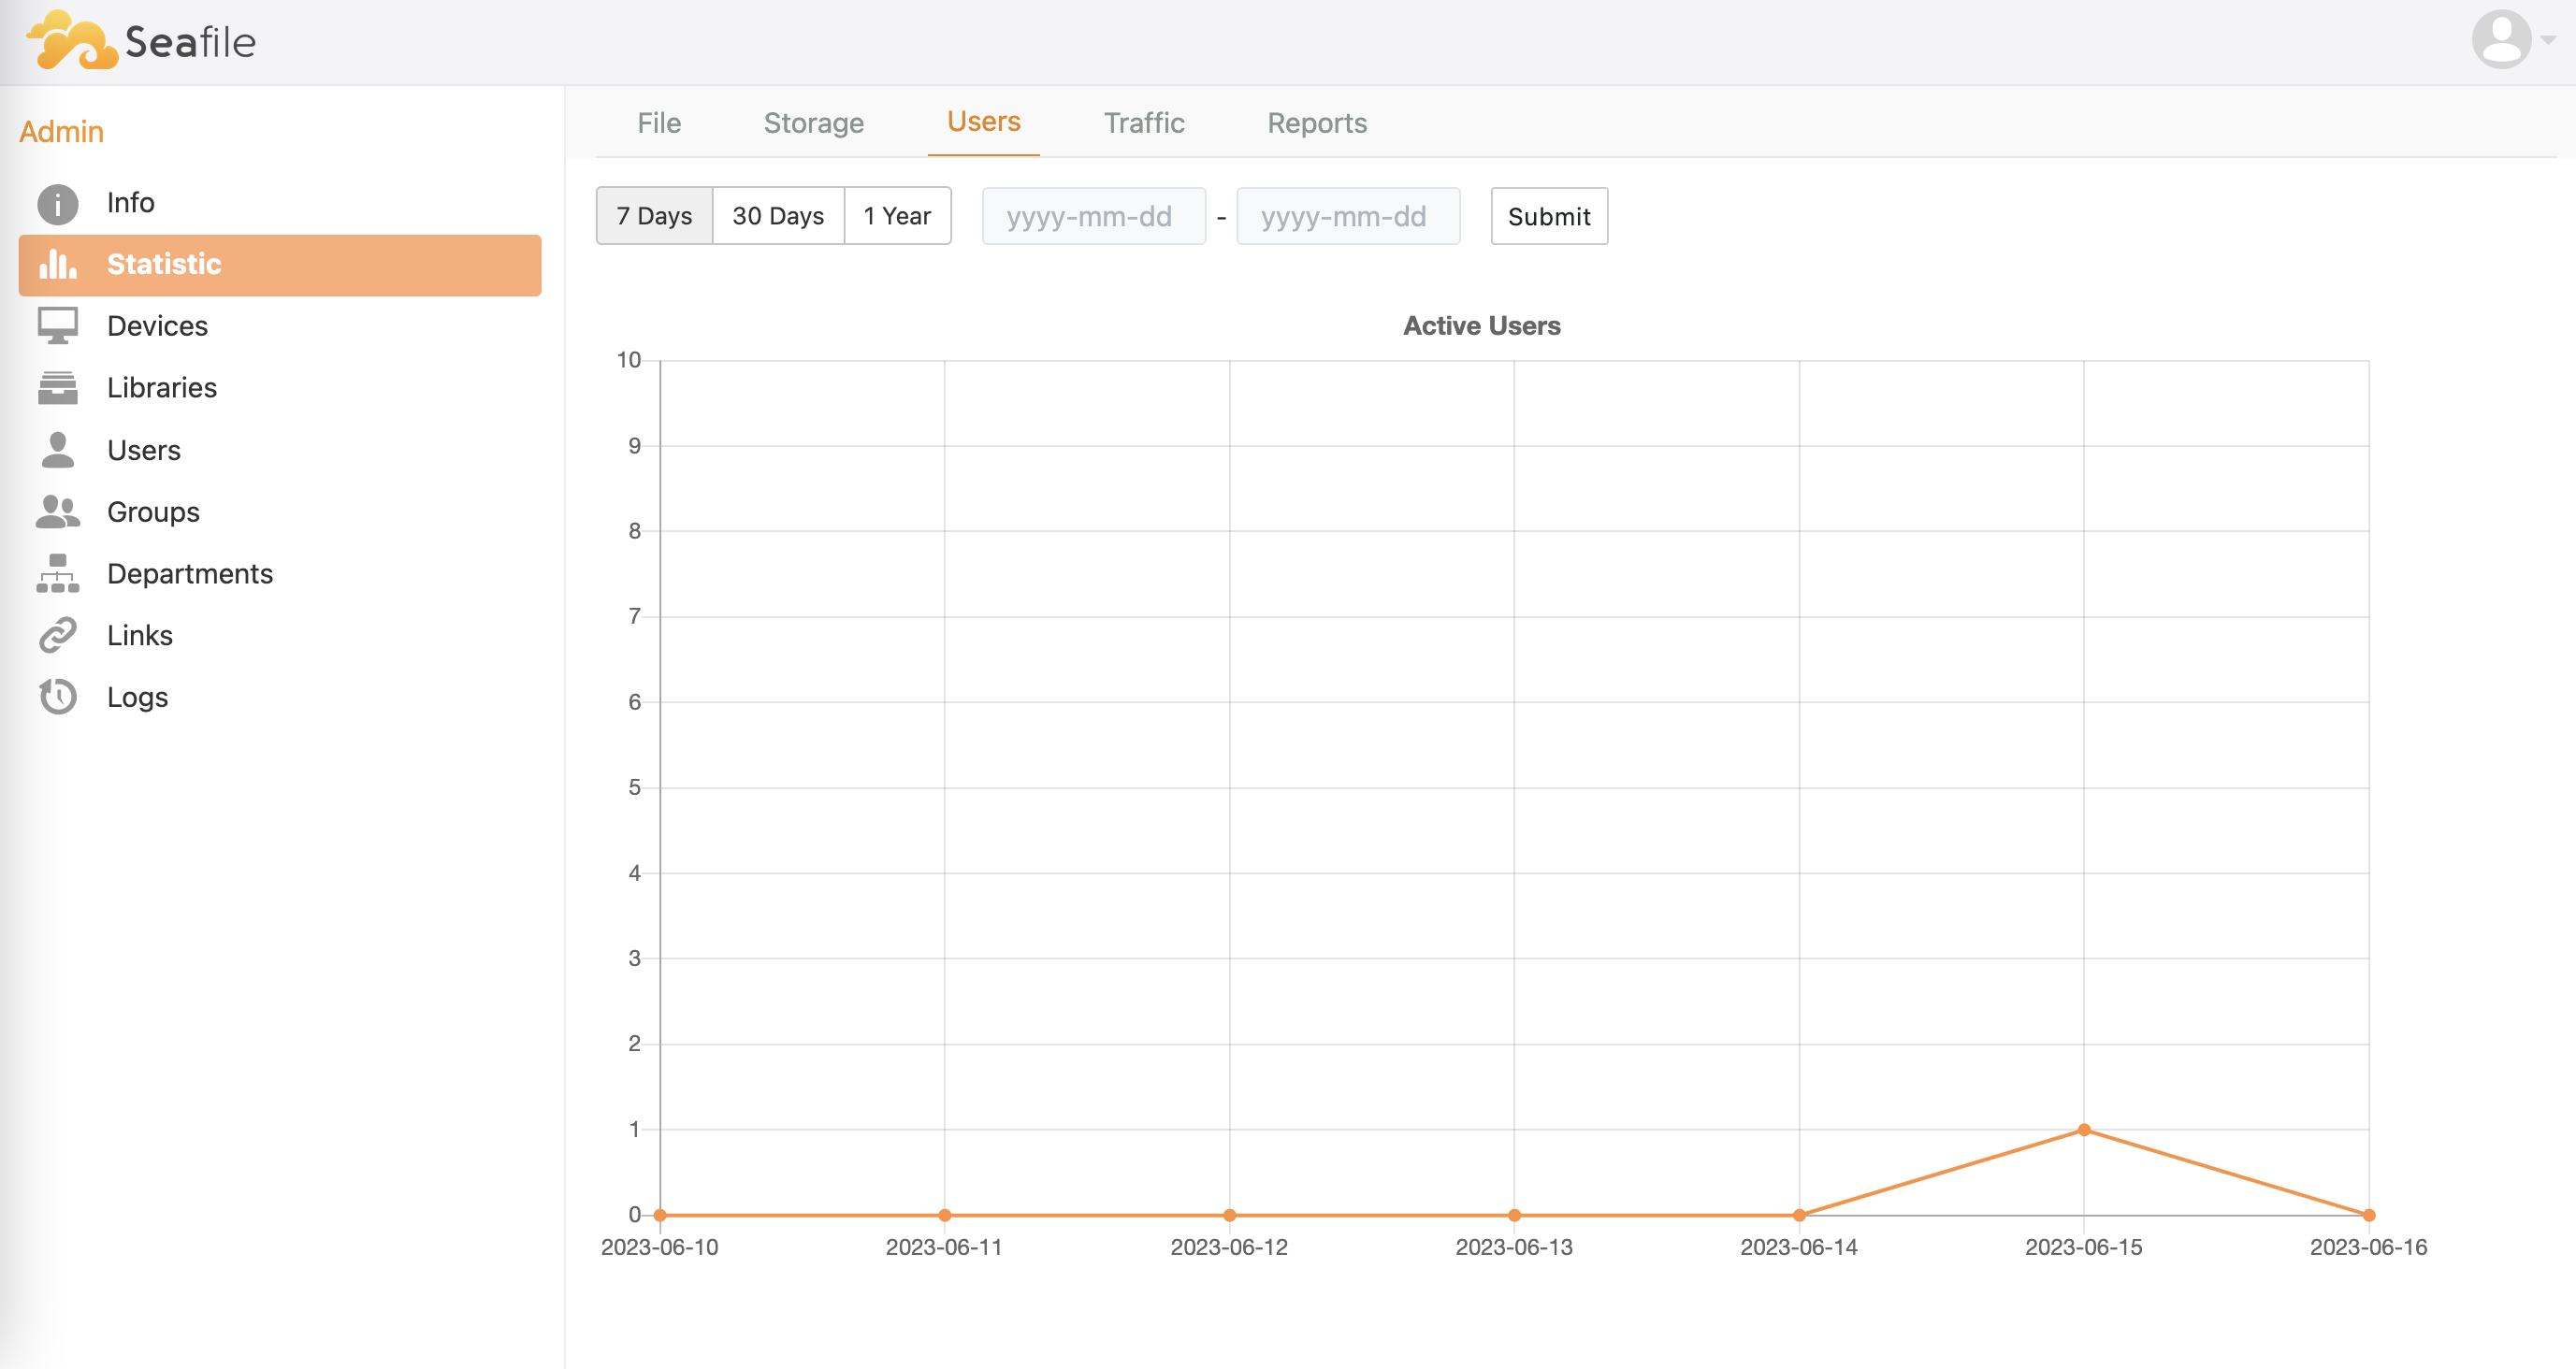 Seafile
Admin
Info
Statistic
Devices
Libraries
Users
Groups
Departments
Links
Logs
File Storage Users Traffic Reports
7 Days 30 Days 1 Year yyyy-mm-dd - yyyy-mm-dd Submit
Active Users
10
9
8
7
6
5
4
3
2
1
0
2023-06-10 2023-06-11 2023-06-12 2023-06-13 2023-06-14 2023-06-15 2023-06-16